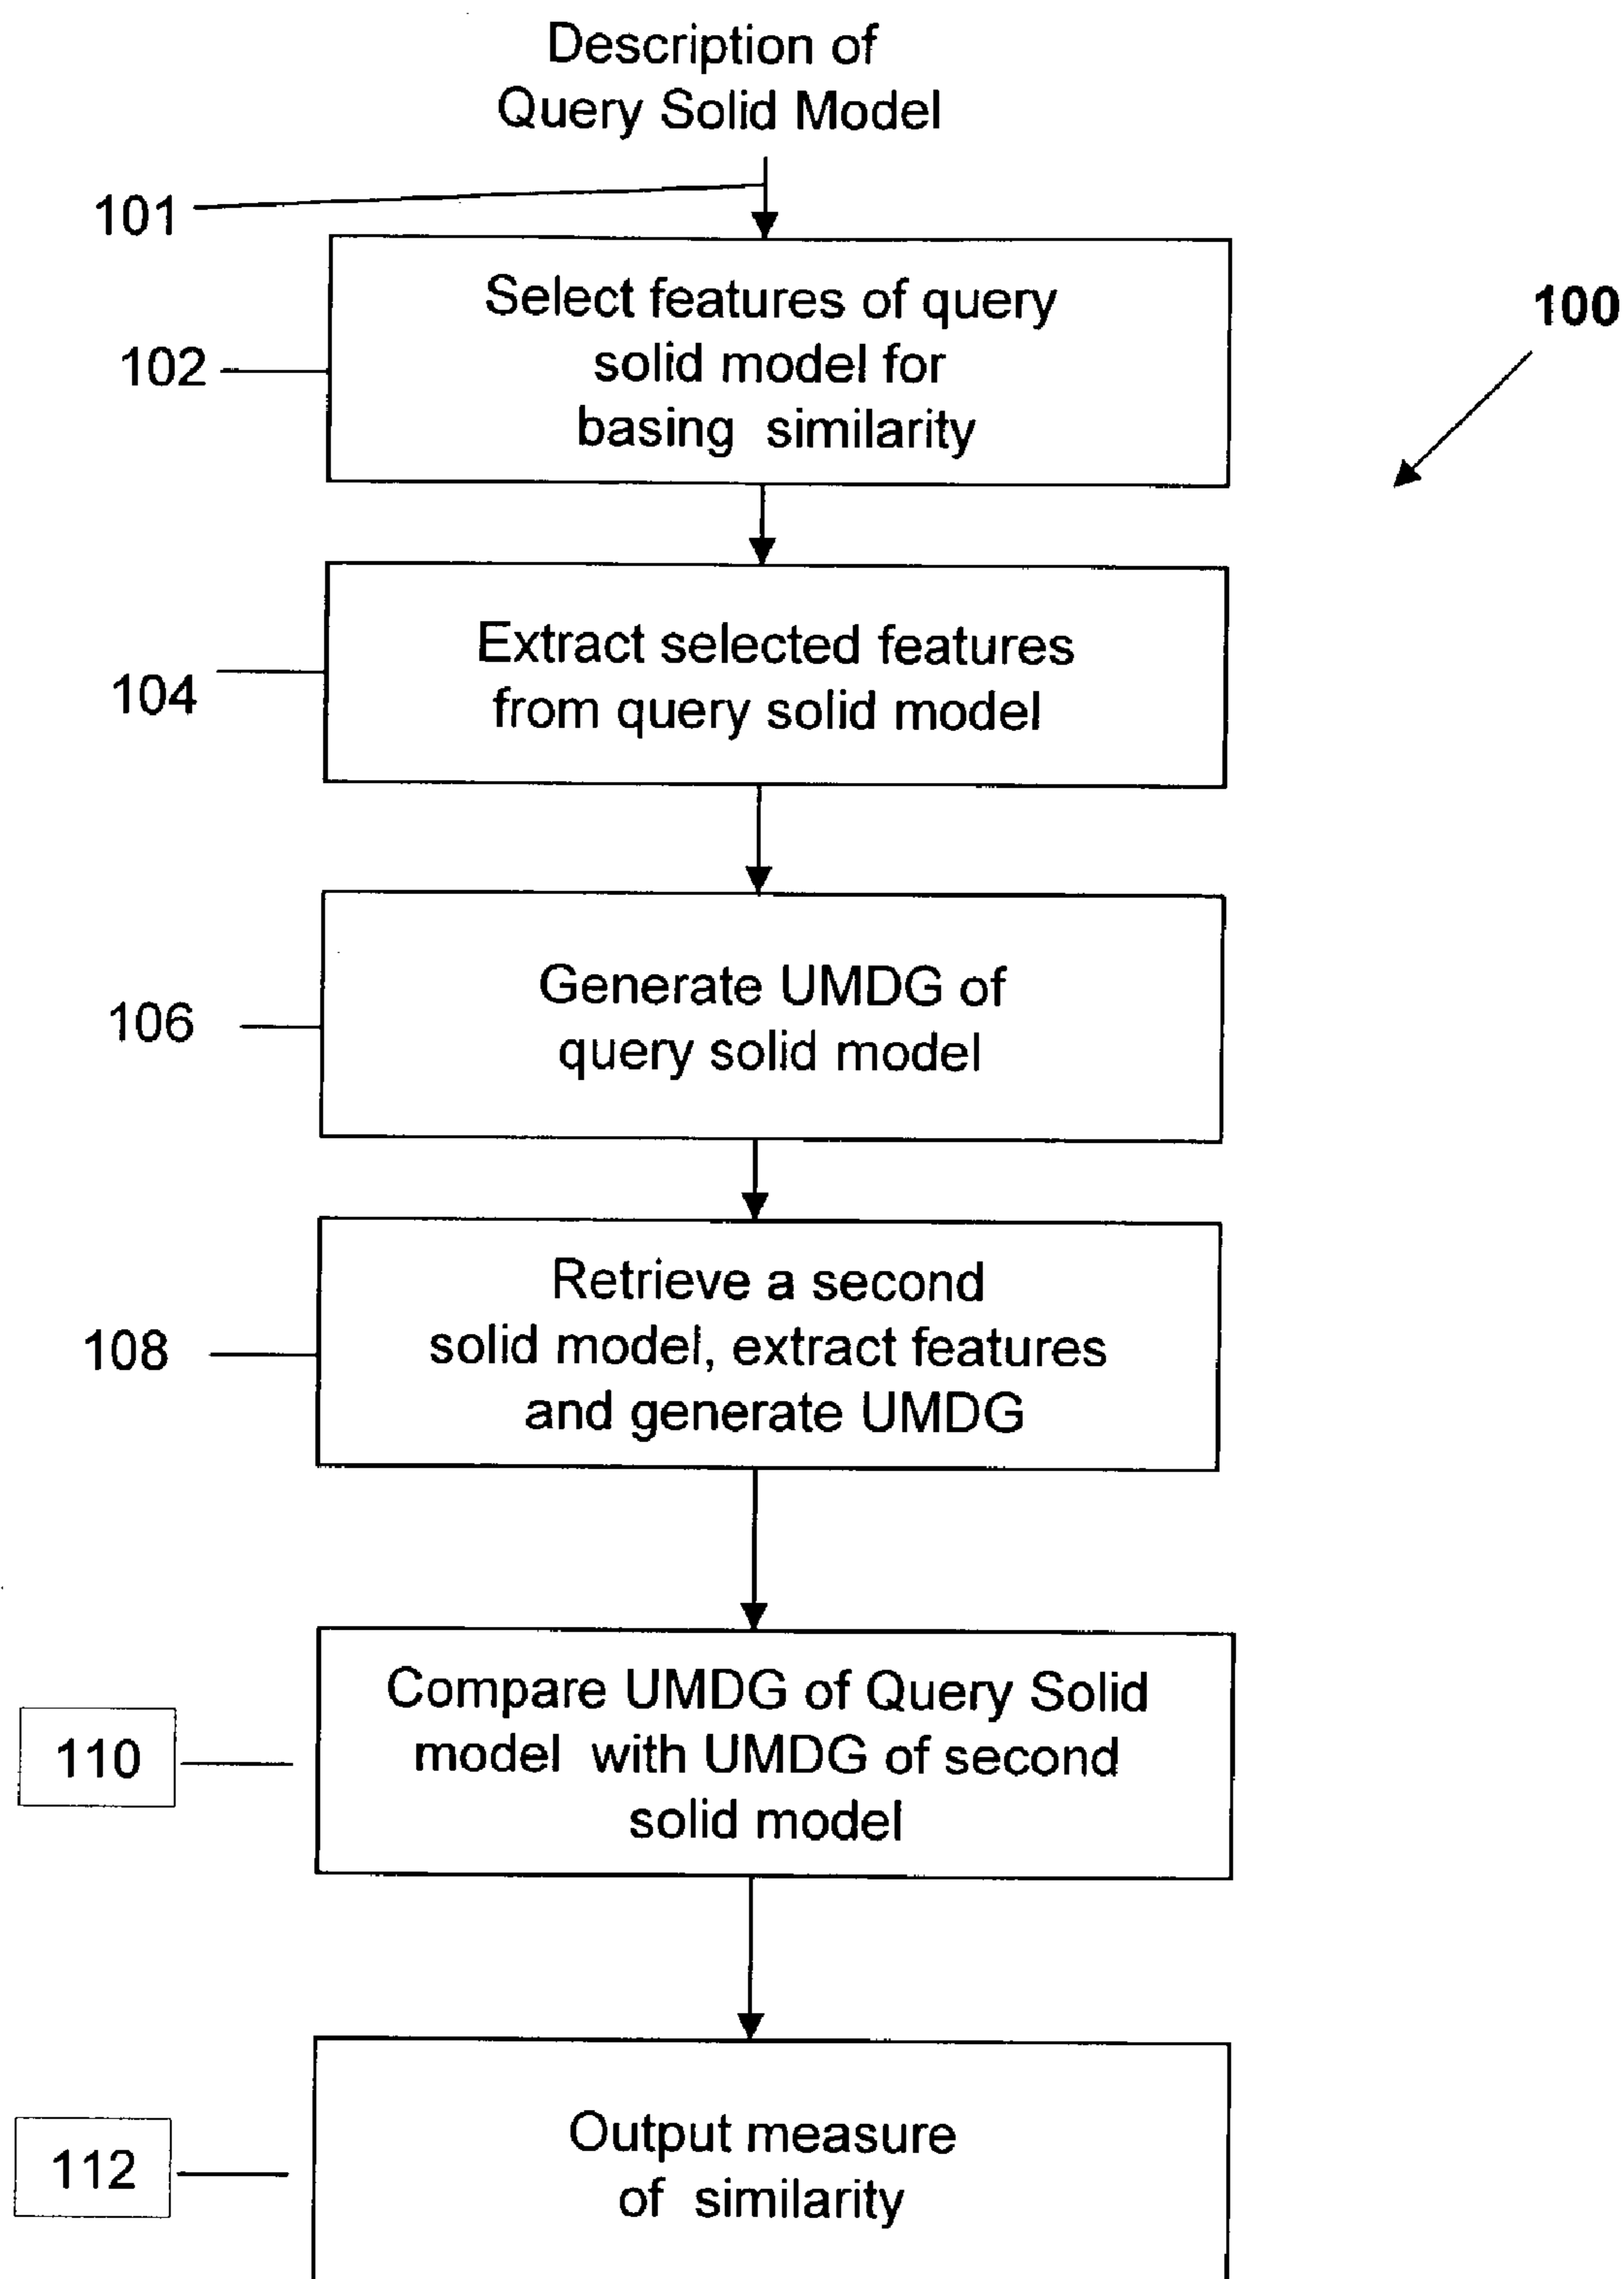 Description of
Query Solid Model
101
Select features of query
solid model for
basing similarity
100
102
Extract selected features
from query solid model
104
Generate UMDG of
query solid model
106
Retrieve a second
solid model, extract features
and generate UMDG
108
Compare UMDG of Query Solid
model with UMDG of second
solid model
110
Output measure
of similarity
112